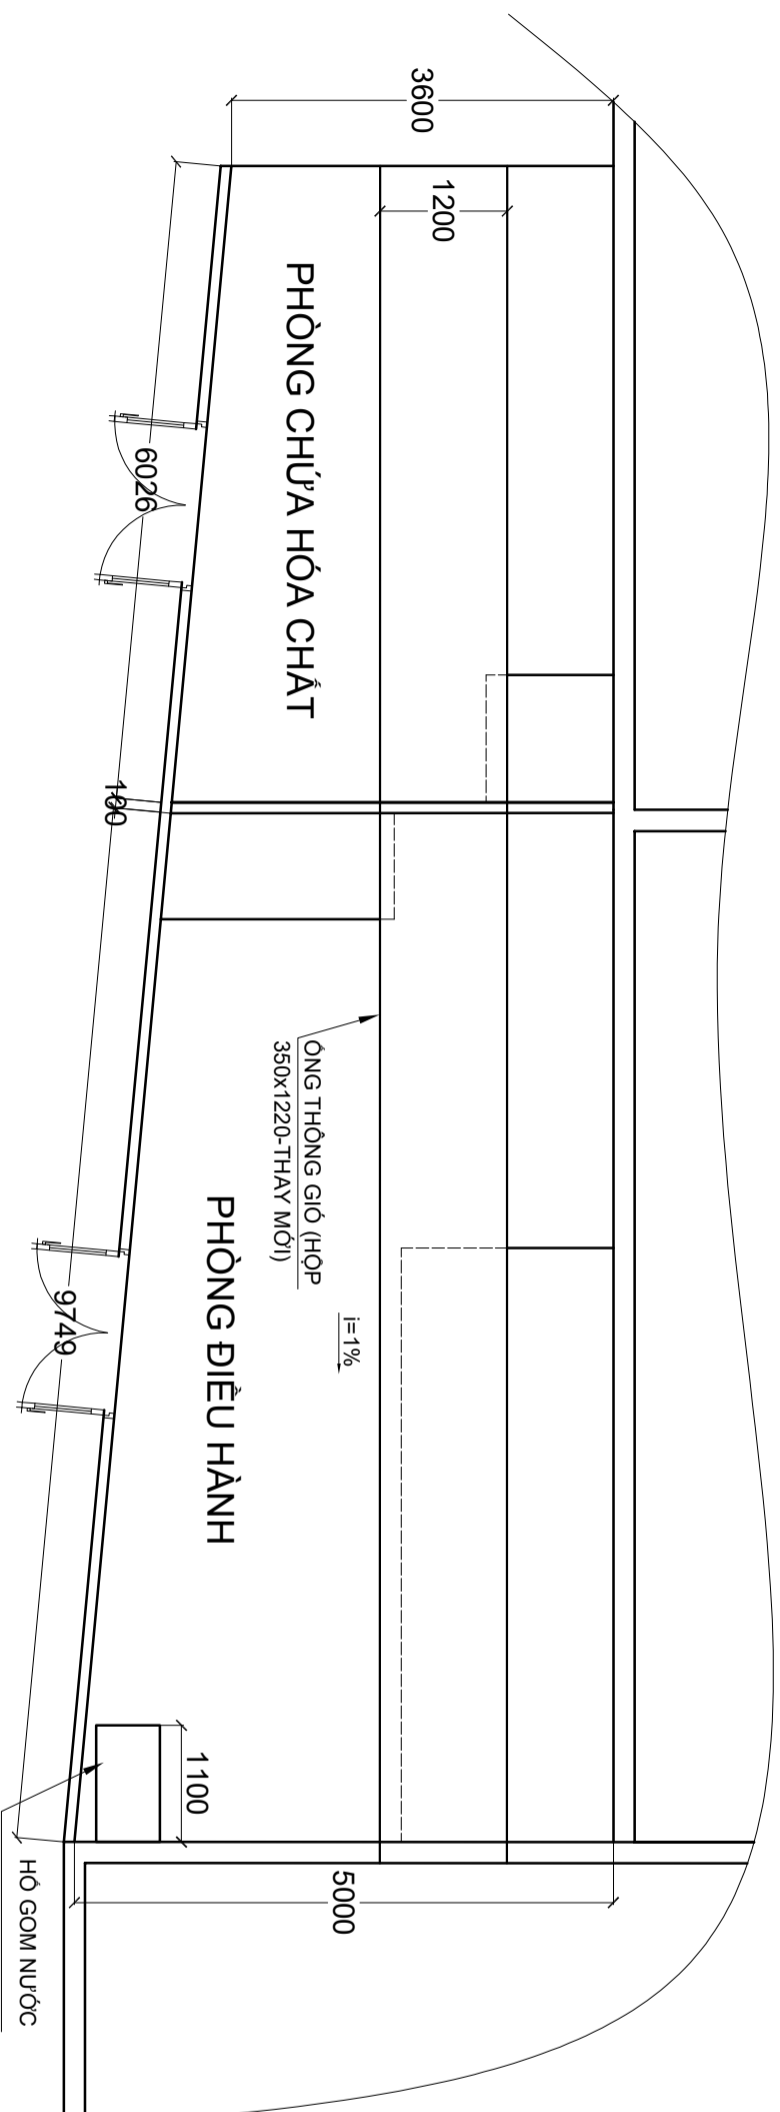 3600
1200
PHÒNG CHỨA HÓA CHẤT
6026
100
ỐNG THÔNG GIÓ (HỘP
350x1220-THAY MỚI)
i=1%
PHÒNG ĐIỀU HÀNH
9749
1100
5000
HỐ GOM NƯỚC